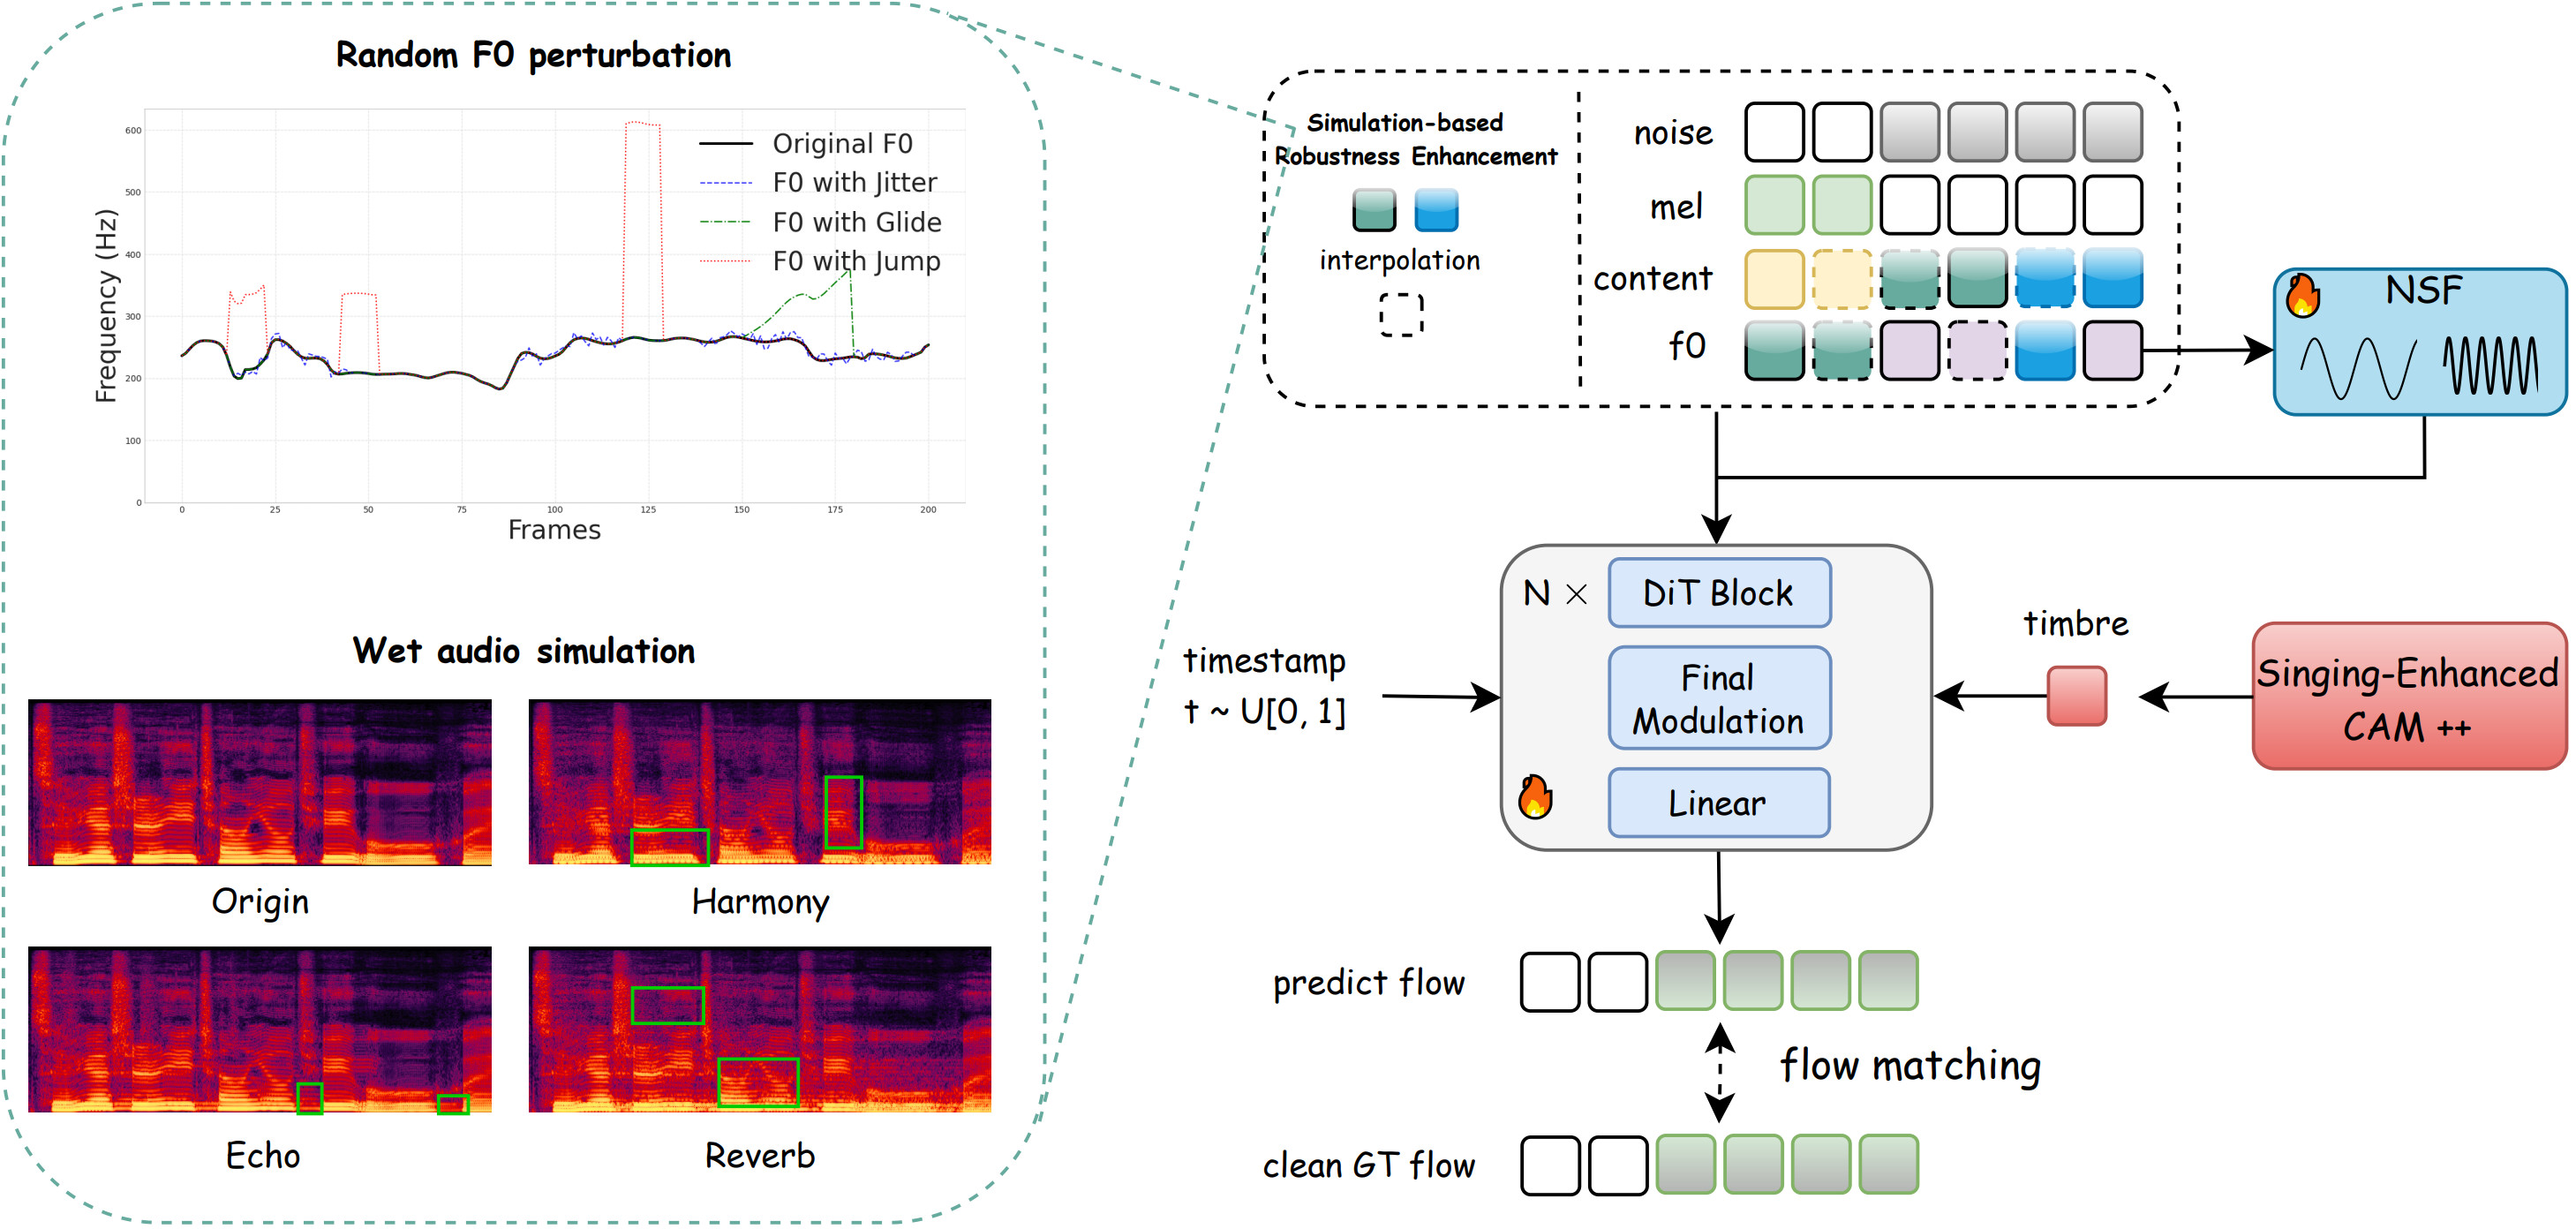 Random F0 perturbation
Frequency (Hz)
600
500
400
300
200
100
0
Original F0
F0 with Jitter
F0 with Glide
F0 with Jump
0 25 50 75 100 125 150 175 200
Frames
Wet audio simulation
Origin
Harmony
Echo
Reverb
Simulation-based
Robustness Enhancement
interpolation
noise
mel
content
f0
NSF
N ×
DiT Block
Final
Modulation
Linear
timestamp
t ~ U[0, 1]
timbre
Singing-Enhanced
CAM ++
predict flow
flow matching
clean GT flow